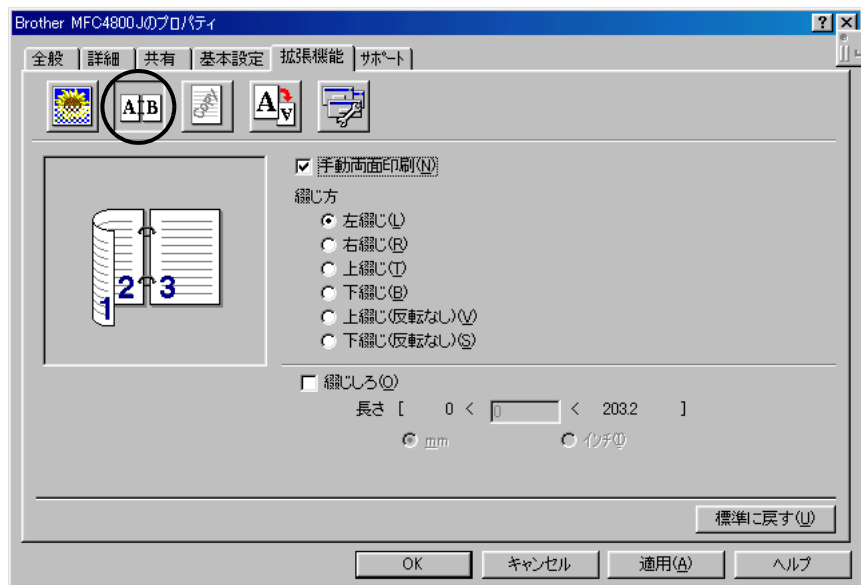 Brother MFC4800Jのプロパティ
全般 詳細 共有 基本設定 拡張機能 サポート
A B Copy A A
手動両面印刷(N)
綴じ方
左綴じ(L)
右綴じ(R)
上綴じ(T)
下綴じ(B)
上綴じ(反転なし)(V)
下綴じ(反転なし)(S)
1 2 3
綴じしろ(O)
長さ [ 0 < 0 < 203.2 ]
mm インチ(I)
標準に戻す(U)
OK キャンセル 適用(A) ヘルプ